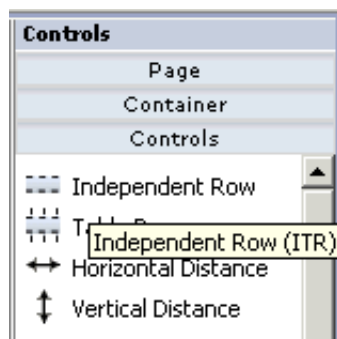 Controls
Page
Container
Controls
Independent Row
Independent Row (ITR)
Horizontal Distance
Vertical Distance